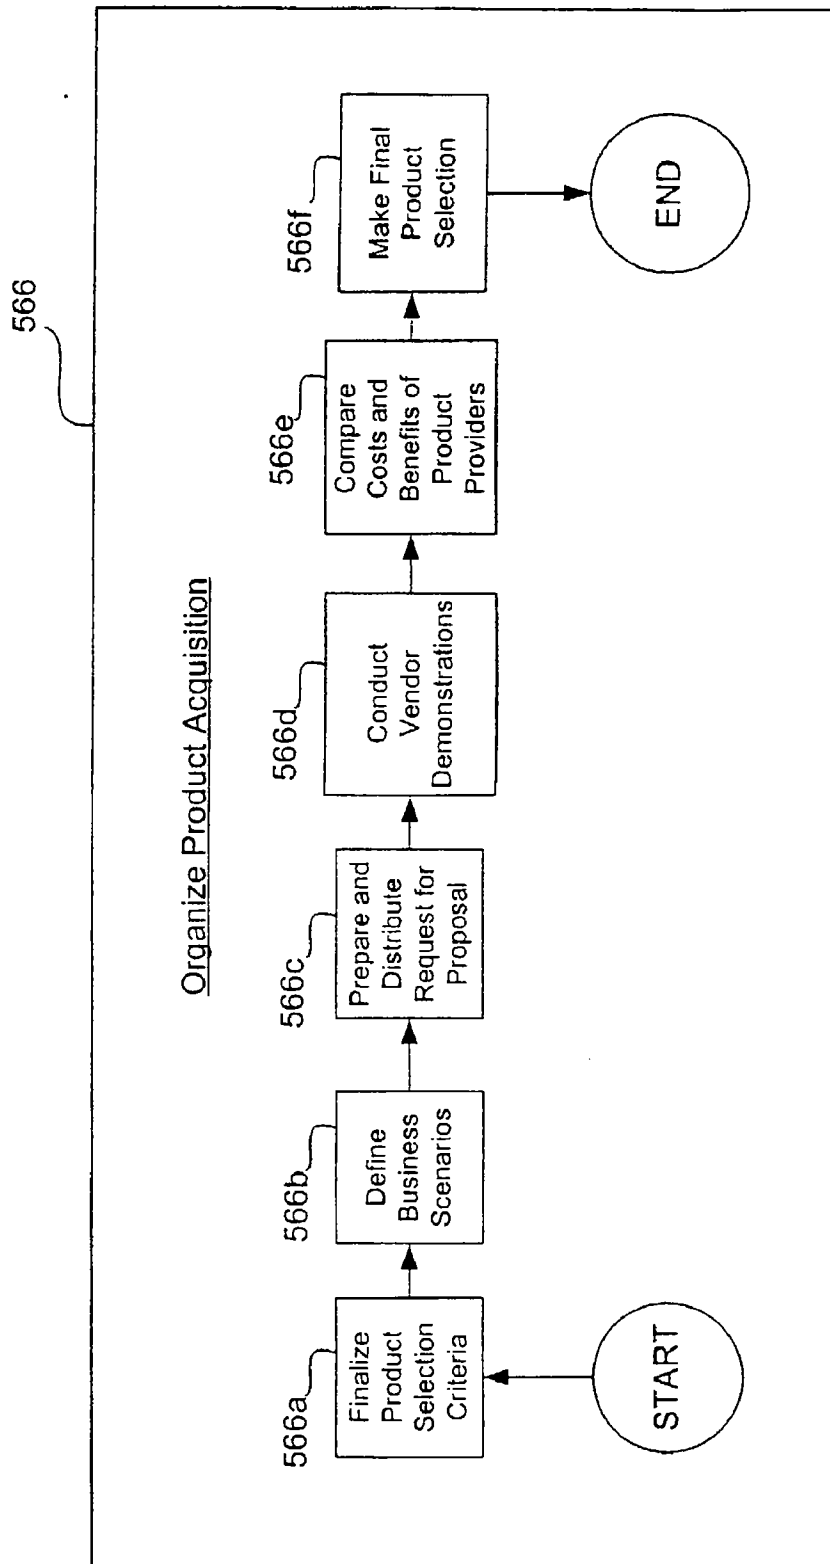 566
Organize Product Acquisition
566a
Finalize
Product
Selection
Criteria
566b
Define
Business
Scenarios
566c
Prepare and
Distribute
Request for
Proposal
566d
Conduct
Vendor
Demonstrations
566e
Compare
Costs and
Benefits of
Product
Providers
566f
Make Final
Product
Selection
START
END